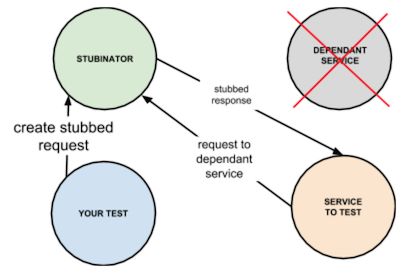 STUBINATOR
DEPENDANT
SERVICE
stubbed
response
create stubbed
request
request to
dependant
service
YOUR TEST
SERVICE
TO TEST